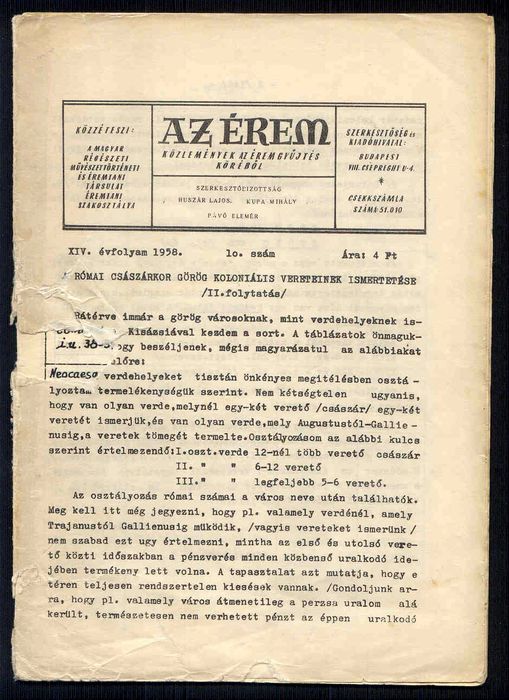 KÖZZÉTESZI:
A MAGYAR
RÉGÉSZETI
MŰVÉSZETTÖRTÉNETI
ÉS ÉREMTANI
TÁRSULAT
ÉREMTANI
SZAKOSZTÁLYA
AZ ÉREM
KÖZLEMÉNYEK AZ ÉREMGYŰJTÉS
KÖRÉBŐL
SZERKESZTŐBIZOTTSÁG
HUSZÁR LAJOS. KUPA MIHÁLY
PÁVÓ ELEMÉR
SZERKESZTŐSÉG ÉS
KIADÓHIVATAL:
BUDAPEST
VIII. CSEPREGHY U-4.
CSEKKSZÁMLA
SZÁMA: 51.010
XIV. évfolyam 1958. 10. szám Ára: 4 Ft
A RÓMAI CSÁSZÁRKOR GÖRÖG KOLONIÁLIS VERETEINEK ISMERTETÉSE
/II.folytatás/
Rátérve immár a görög városoknak, mint verdehelyeknek is-
Kisázsiával kezdem a sort. A táblázatok önmaguk-
i.u. 38- ogy beszéljenek, mégis magyarázatul az alábbiakat
előre:
Neocaesa verdehelyeket tisztán önkényes megitélésben osztá-
lyoztam termelékenységük szerint. Nem kétségtelen ugyanis,
hogy van olyan verde,melynél egy-két verető /császár/ egy-két
veretét ismerjük,és van olyan verde,mely Augustustól-Gallie-
nusig,a veretek tömegét termelte.Osztályozásom az alábbi kulcs
szerint értelmezendő:I.oszt.verde 12-nél több verető császár
II. " " 6-12 verető
III." " legfeljebb 5-6 verető.
Az osztályozás római számai a város neve után találhatók.
Meg kell itt még jegyezni, hogy pl. valamely verdénél, amely
Trajanustól Gallienusig működik, /vagyis vereteket ismerünk/
nem szabad ezt ugy értelmezni, mintha az első és utolsó vere-
tő közti időszakban a pénzverés minden közbenső uralkodó ide-
jében termékeny lett volna. A tapasztalat azt mutatja, hogy e
téren teljesen rendszertelen kiesések vannak. /Gondoljunk ar-
ra, hogy pl. valamely város átmenetileg a perzsa uralom alá
került, természetesen nem verhetett pénzt az éppen uralkodó